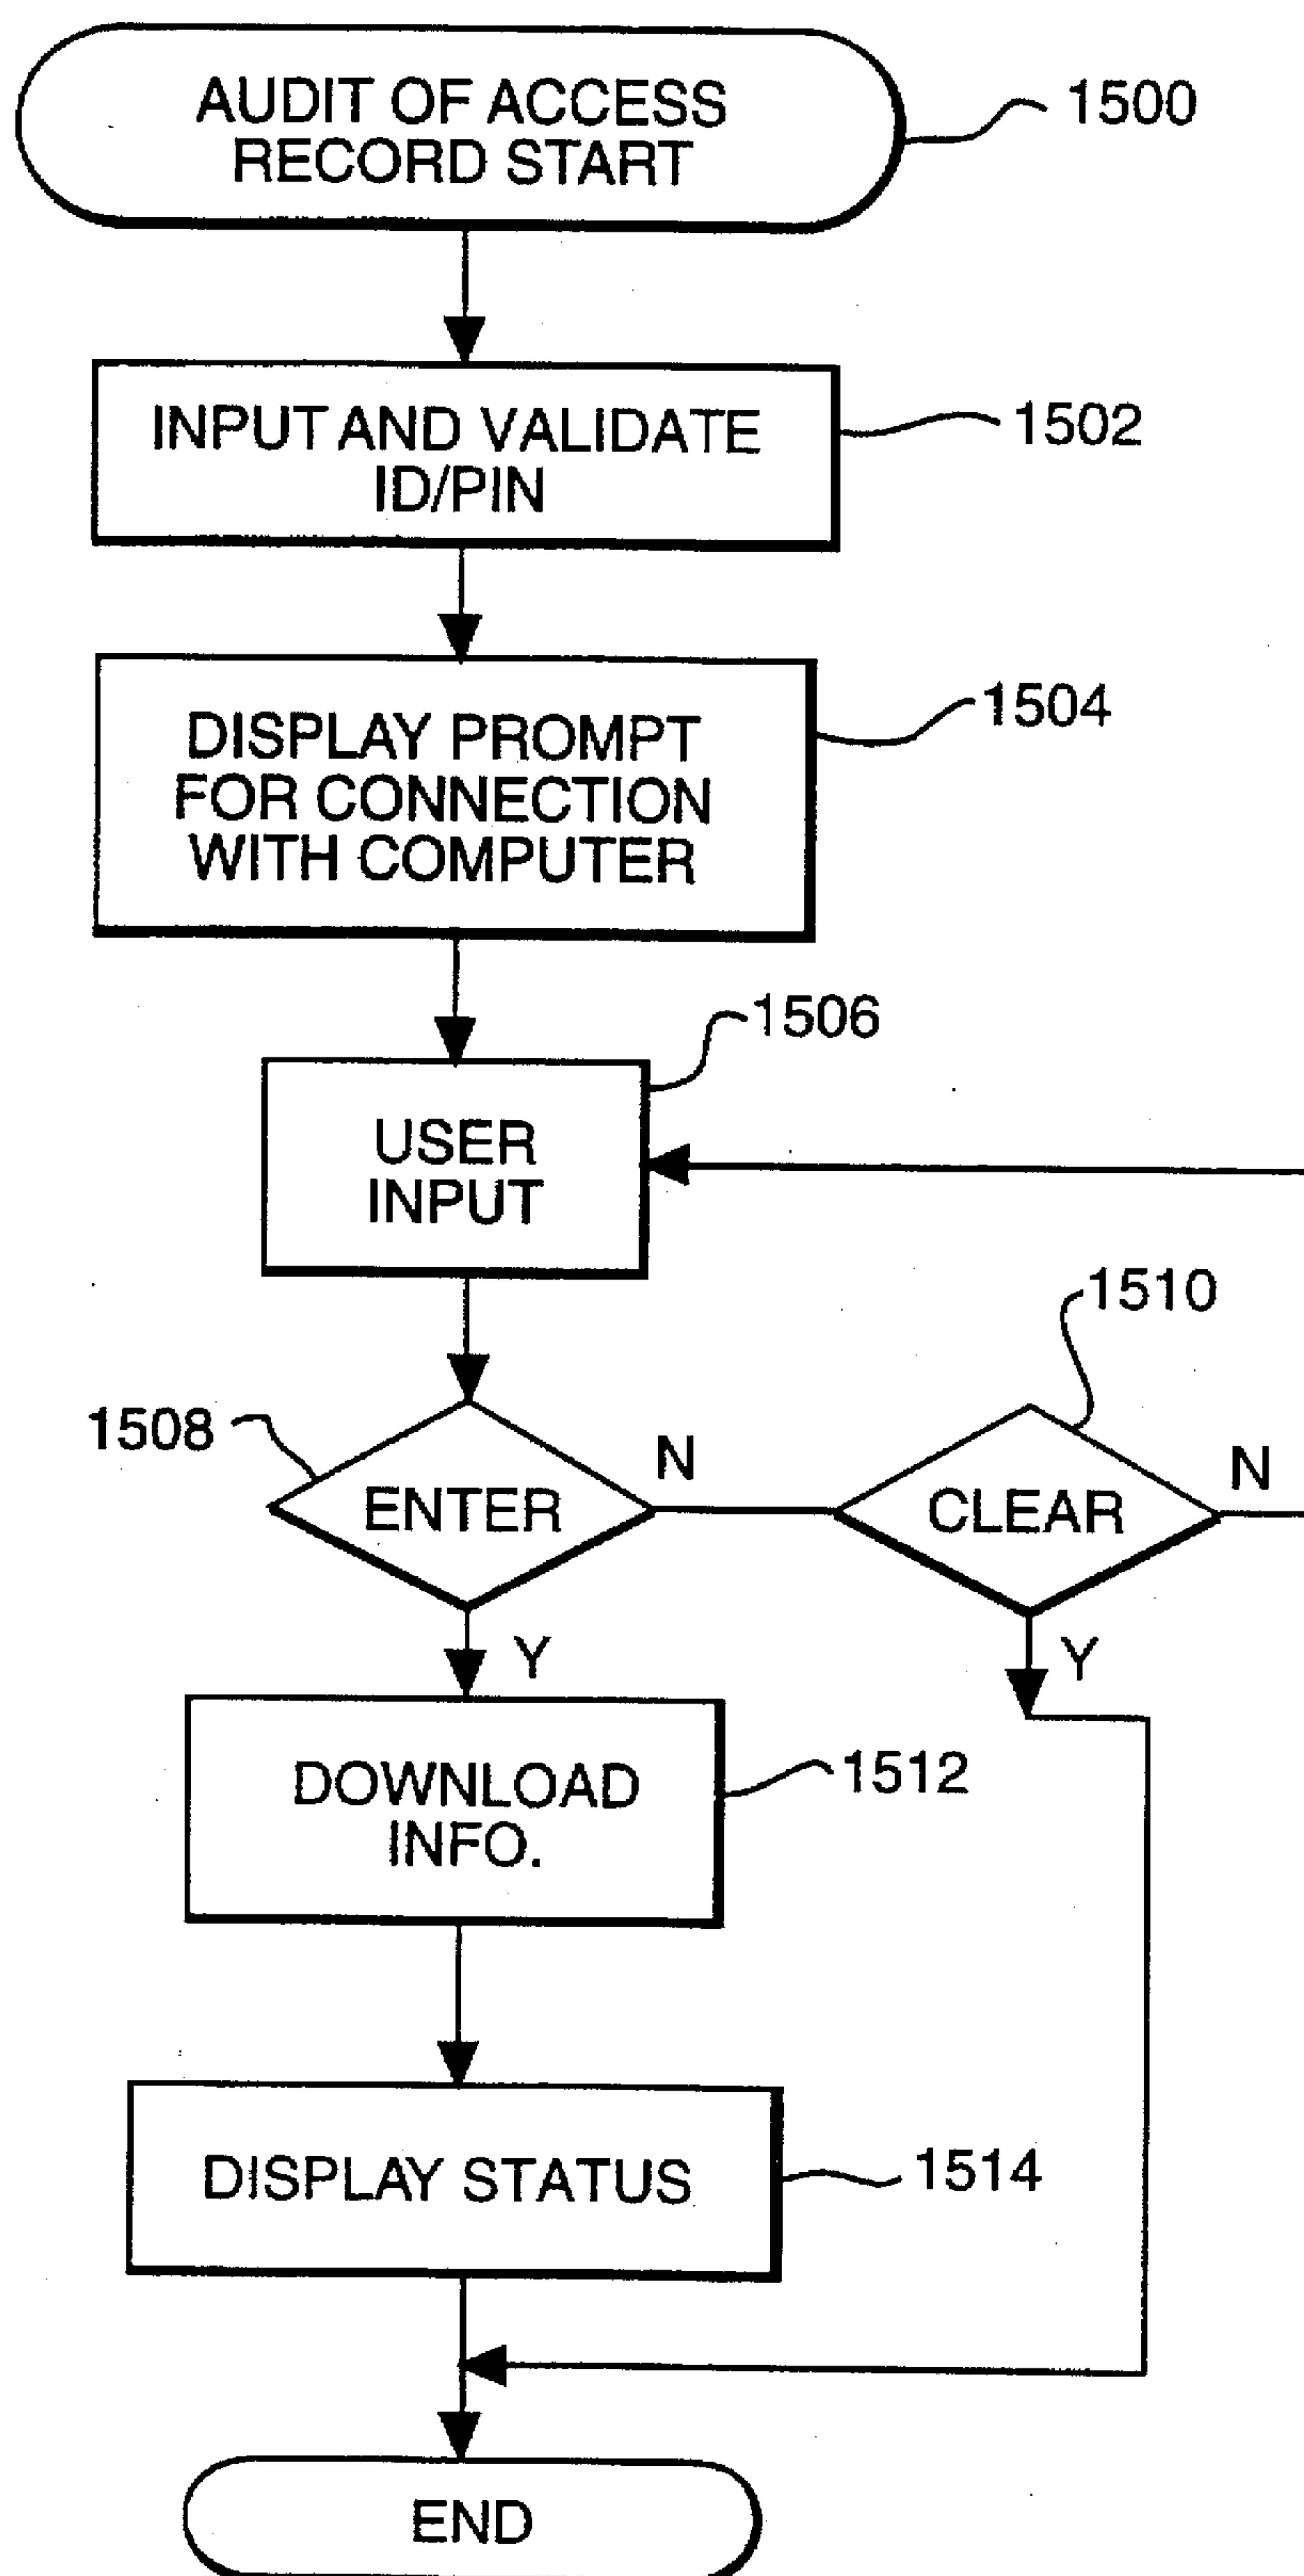 AUDIT OF ACCESS
RECORD START
1500
INPUT AND VALIDATE
ID/PIN
1502
DISPLAY PROMPT
FOR CONNECTION
WITH COMPUTER
1504
1506
USER
INPUT
1510
1508
ENTER
N
CLEAR
N
Y
Y
DOWNLOAD
INFO.
1512
DISPLAY STATUS
1514
END